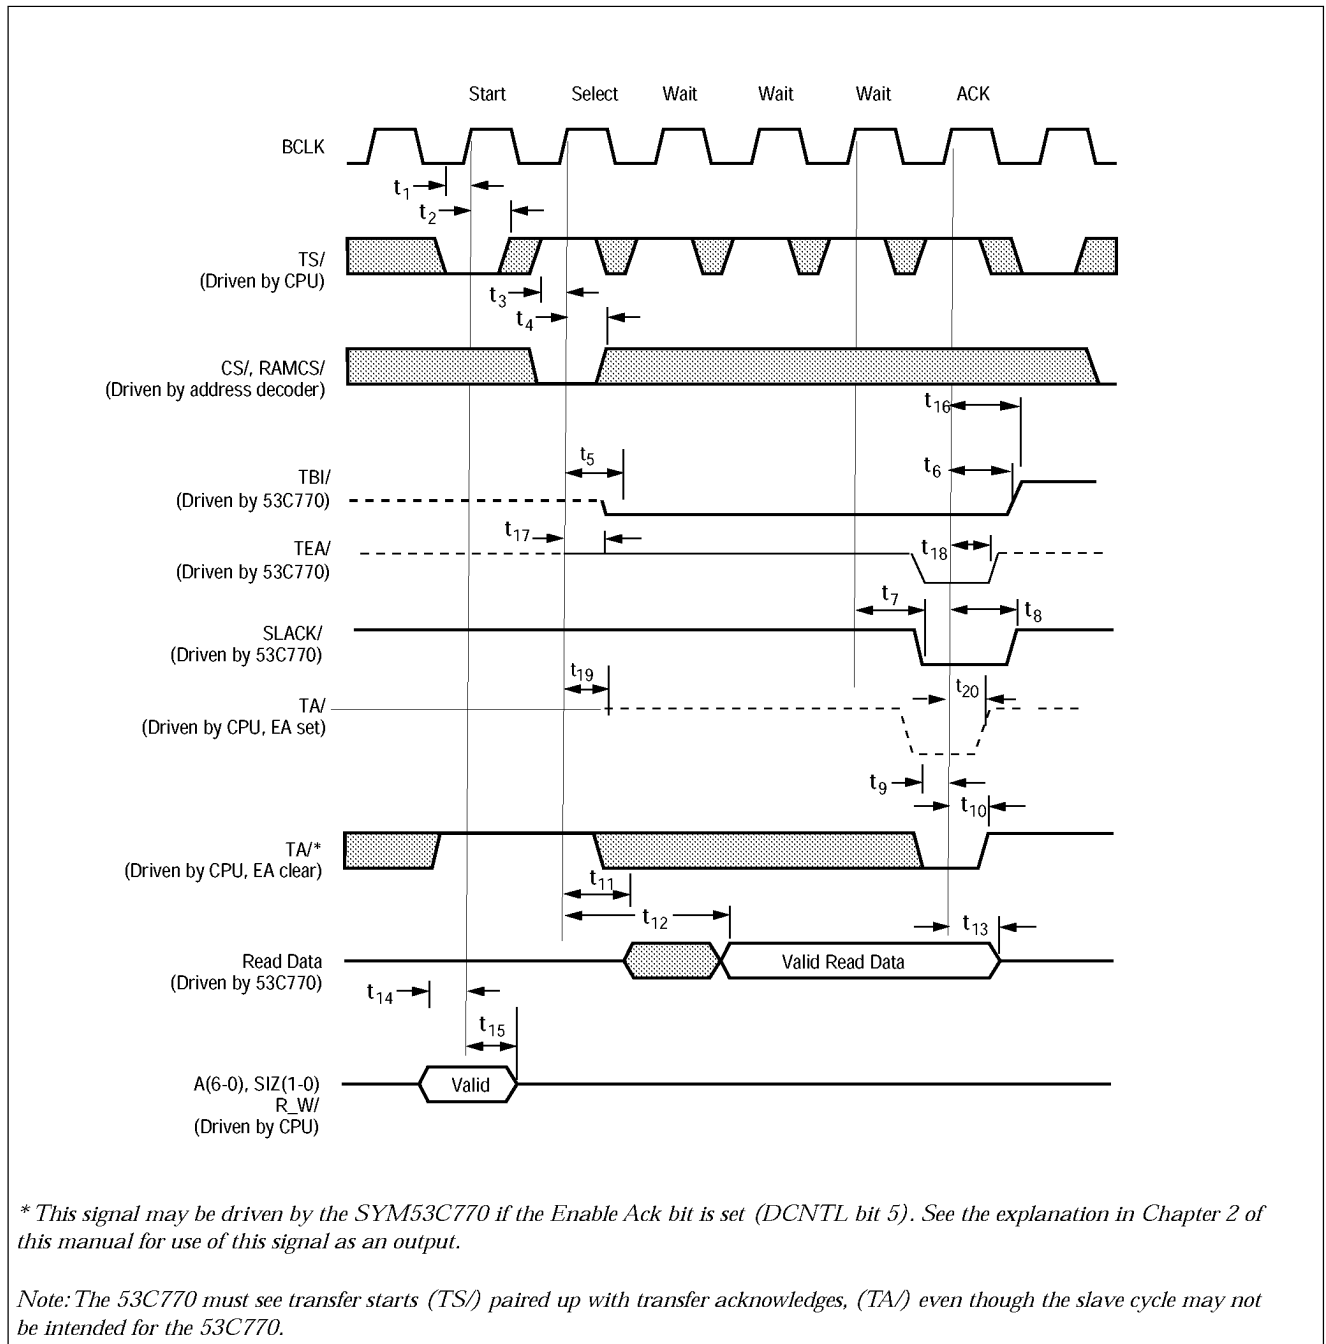 Start Select Wait Wait Wait ACK
BCLK
t1
t2
TS/
(Driven by CPU)
t3
t4
CS/, RAMCS/
(Driven by address decoder)
t16
t5
t6
TBI/
(Driven by 53C770)
t17
TEA/
(Driven by 53C770)
t18
t7
t8
SLACK/
(Driven by 53C770)
t19
t20
TA/
(Driven by CPU, EA set)
t9
t10
TA/*
(Driven by CPU, EA clear)
t11
t12
t13
Read Data
(Driven by 53C770)
Valid Read Data
t14
t15
A(6-0), SIZ(1-0)
R_W/
(Driven by CPU)
Valid
* This signal may be driven by the SYM53C770 if the Enable Ack bit is set (DCNTL bit 5). See the explanation in Chapter 2 of
this manual for use of this signal as an output.
Note: The 53C770 must see transfer starts (TS/) paired up with transfer acknowledges, (TA/) even though the slave cycle may not
be intended for the 53C770.